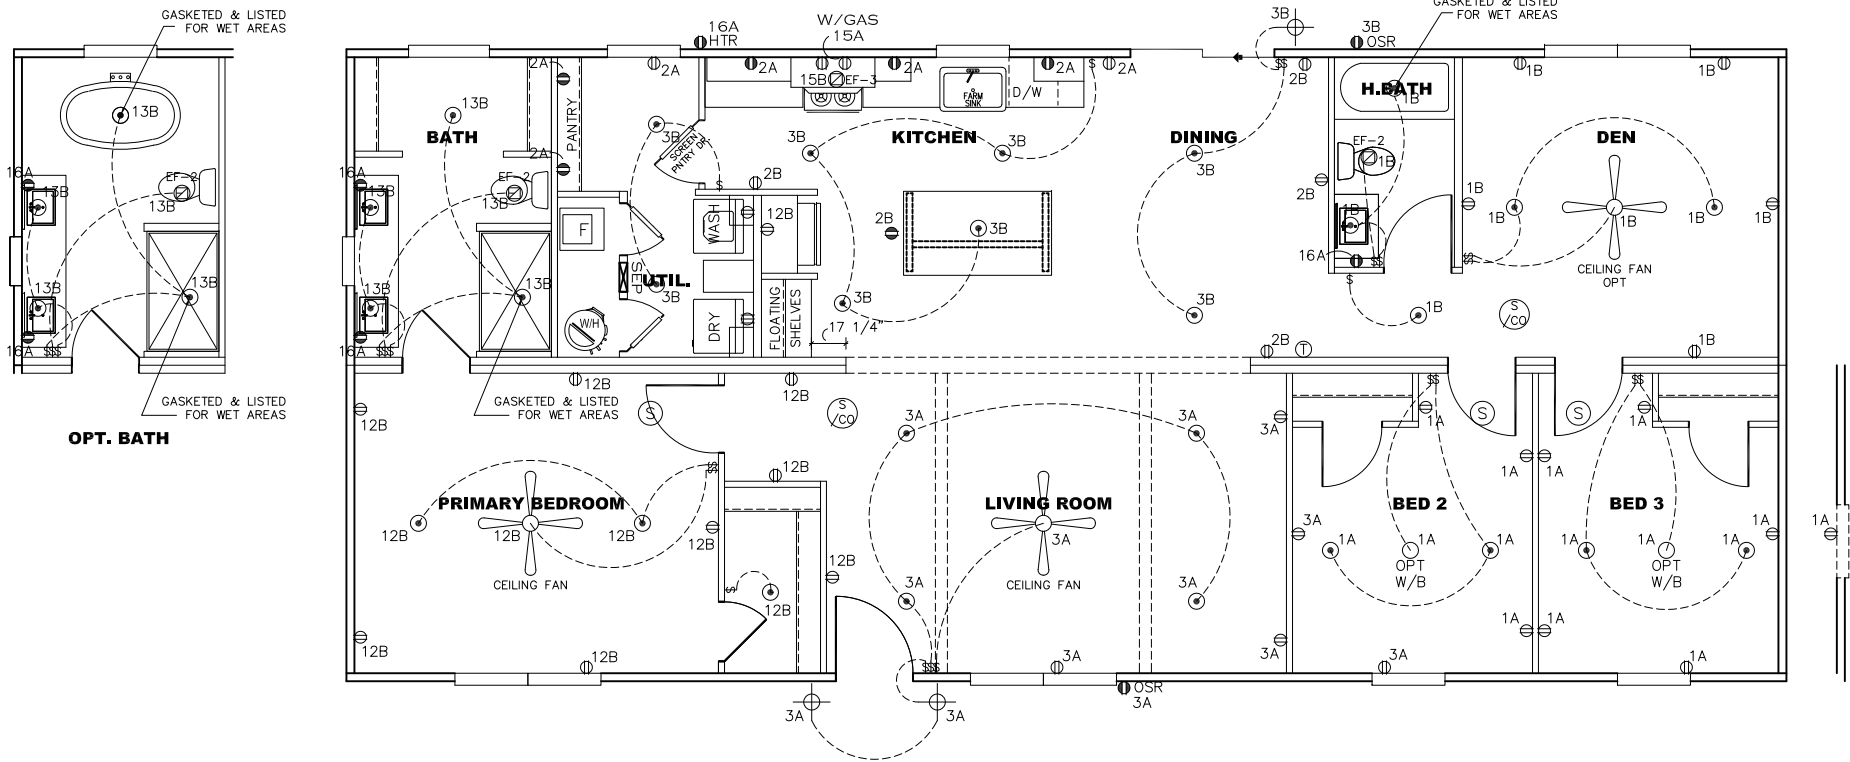 GASKETED & LISTED
FOR WET AREAS
13B
16A
13B
EF-2
13B
13B
13B
16A
GASKETED & LISTED
FOR WET AREAS
OPT. BATH
16A
HTR
W/GAS
15A
3B
3B
OSR
GASKETED & LISTED
FOR WET AREAS
2A
2A
2A
15B
EF-3
2A
FARM
SINK
D/W
2A
2A
2B
1B
1B
13B
BATH
PANTRY
2A
3B
SCREEN
PNTRY DR
3B
KITCHEN
3B
DINING
3B
H.BATH
1B
EF-2
1B
DEN
16A
13B
EF-2
13B
2B
2B
1B
1B
1B
1B
1B
F
WASH
12B
2B
3B
1B
16A
CEILING FAN
OPT
SEP
UTIL.
3B
13B
13B
W/H
DRY
FLOATING
SHELVES
17 1/4"
3B
3B
1B
S
/CO
16A
2B
T
1B
12B
12B
12B
GASKETED & LISTED
FOR WET AREAS
S
S
/CO
3A
3A
3A
1A
S
S
1A
12B
1A
1A
PRIMARY BEDROOM
12B
12B
12B
12B
CEILING FAN
LIVING ROOM
3A
CEILING FAN
BED 2
3A
1A
1A
OPT
W/B
1A
BED 3
1A
1A
OPT
W/B
1A
1A
1A
12B
12B
3A
3A
12B
12B
3A
3A
3A
1A
1A
1A
3A
3A
OSR
3A